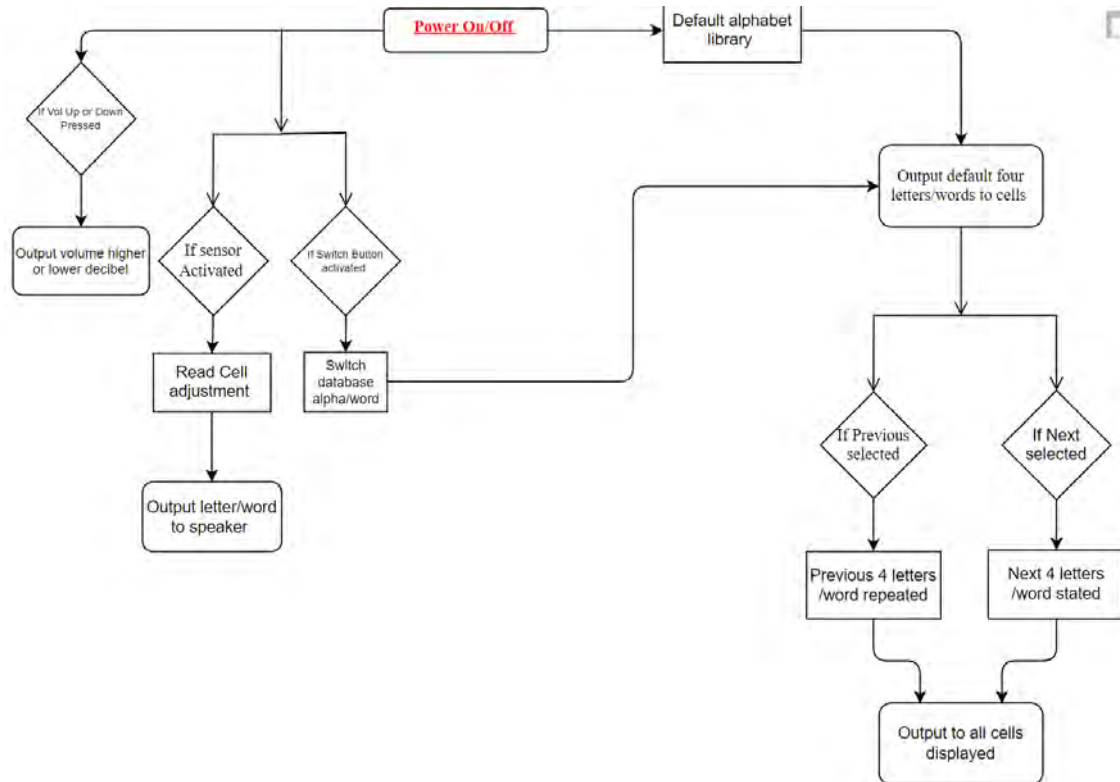 Power On/Off
Default alphabet
library
If Vol Up or Down
Pressed
Output default four
letters/words to cells
Output volume higher
or lower decibel
If sensor
Activated
If Switch Button
activated
Read Cell
adjustment
Switch
database
alpha/word
If Previous
selected
If Next
selected
Output letter/word
to speaker
Previous 4 letters
/word repeated
Next 4 letters
/word stated
Output to all cells
displayed